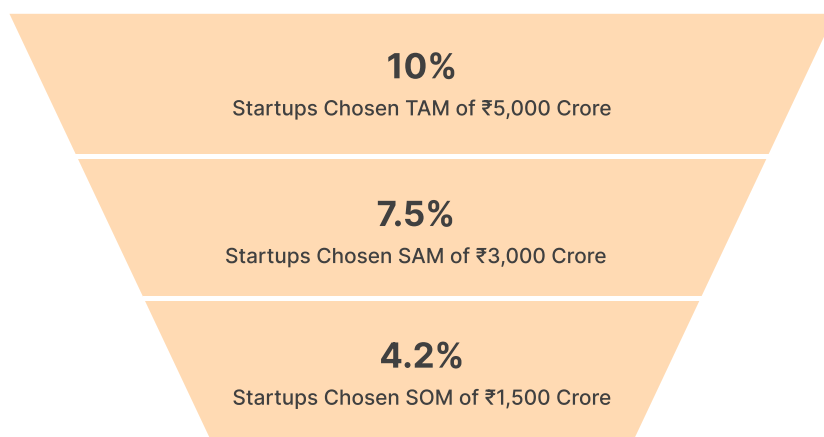 10%
Startups Chosen TAM of ₹5,000 Crore
7.5%
Startups Chosen SAM of ₹3,000 Crore
4.2%
Startups Chosen SOM of ₹1,500 Crore